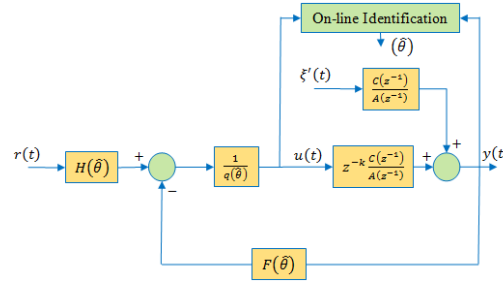 On-line Identification
(θ̂)
ξ′(t)
C(z⁻¹)/A(z⁻¹)
r(t)
H(θ̂)
+
−
1/q(θ̂)
u(t)
z⁻ᵏ C(z⁻¹)/A(z⁻¹)
+
+
y(t
F(θ̂)